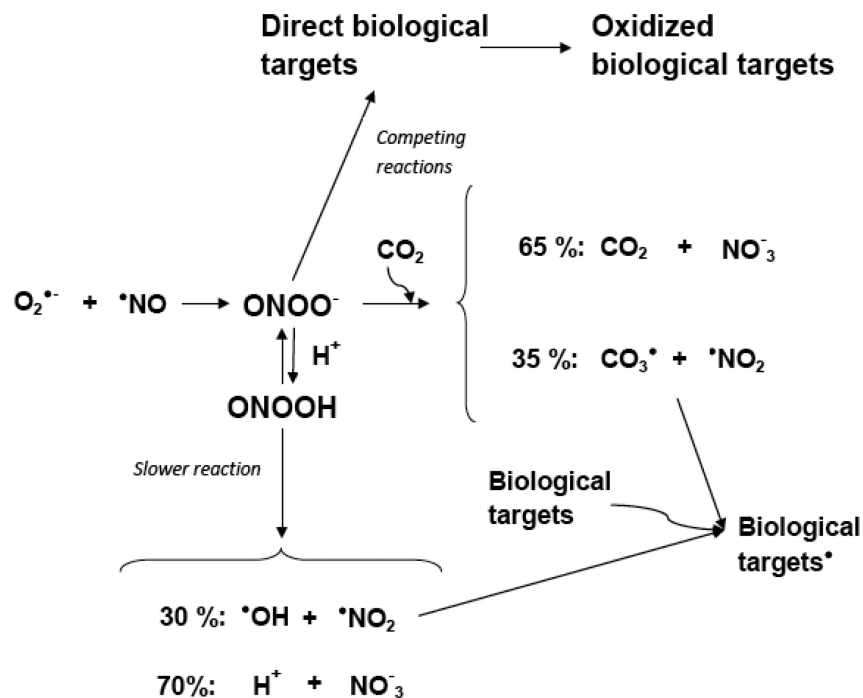 Direct biological targets
Oxidized biological targets
Competing reactions
CO₂
65 %: CO₂ + NO⁻₃
O₂•⁻ + •NO
ONOO⁻
H⁺
35 %: CO₃• + •NO₂
ONOOH
Slower reaction
Biological targets
Biological targets•
30 %: •OH + •NO₂
70%: H⁺ + NO⁻₃